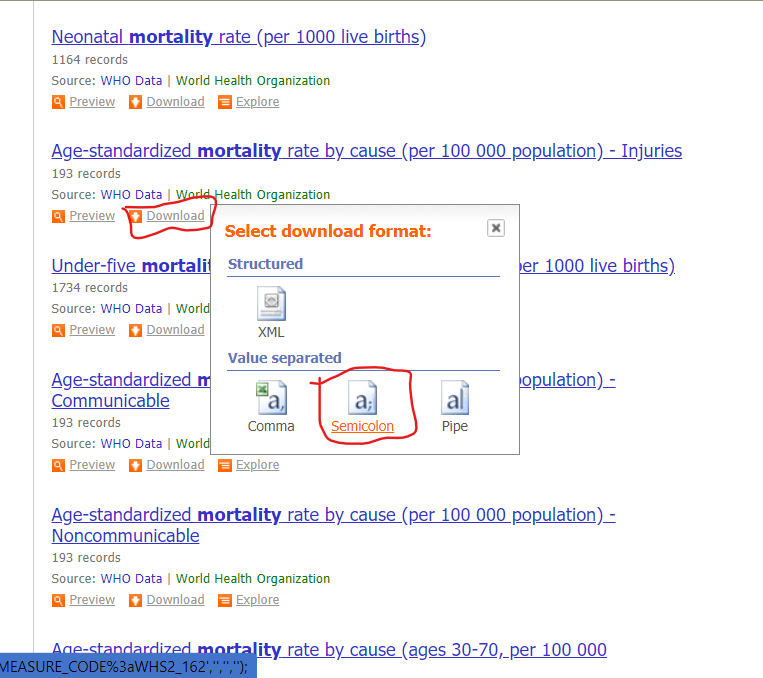 Neonatal mortality rate (per 1000 live births)
1164 records
Source: WHO Data | World Health Organization
Preview Download Explore
Age-standardized mortality rate by cause (per 100 000 population) - Injuries
193 records
Source: WHO Data | World Health Organization
Preview Download
Select download format:
Structured
XML
Value separated
a, a; a|
Comma Semicolon Pipe
Under-five mortali per 1000 live births)
1734 records
Source: WHO Data | World
Preview Download
Age-standardized m opulation) -
Communicable
193 records
Source: WHO Data | World
Preview Download Explore
Age-standardized mortality rate by cause (per 100 000 population) -
Noncommunicable
193 records
Source: WHO Data | World Health Organization
Preview Download Explore
Age-standardized mortality rate by cause (ages 30-70, per 100 000
MEASURE_CODE%3aWHS2_162','','','');